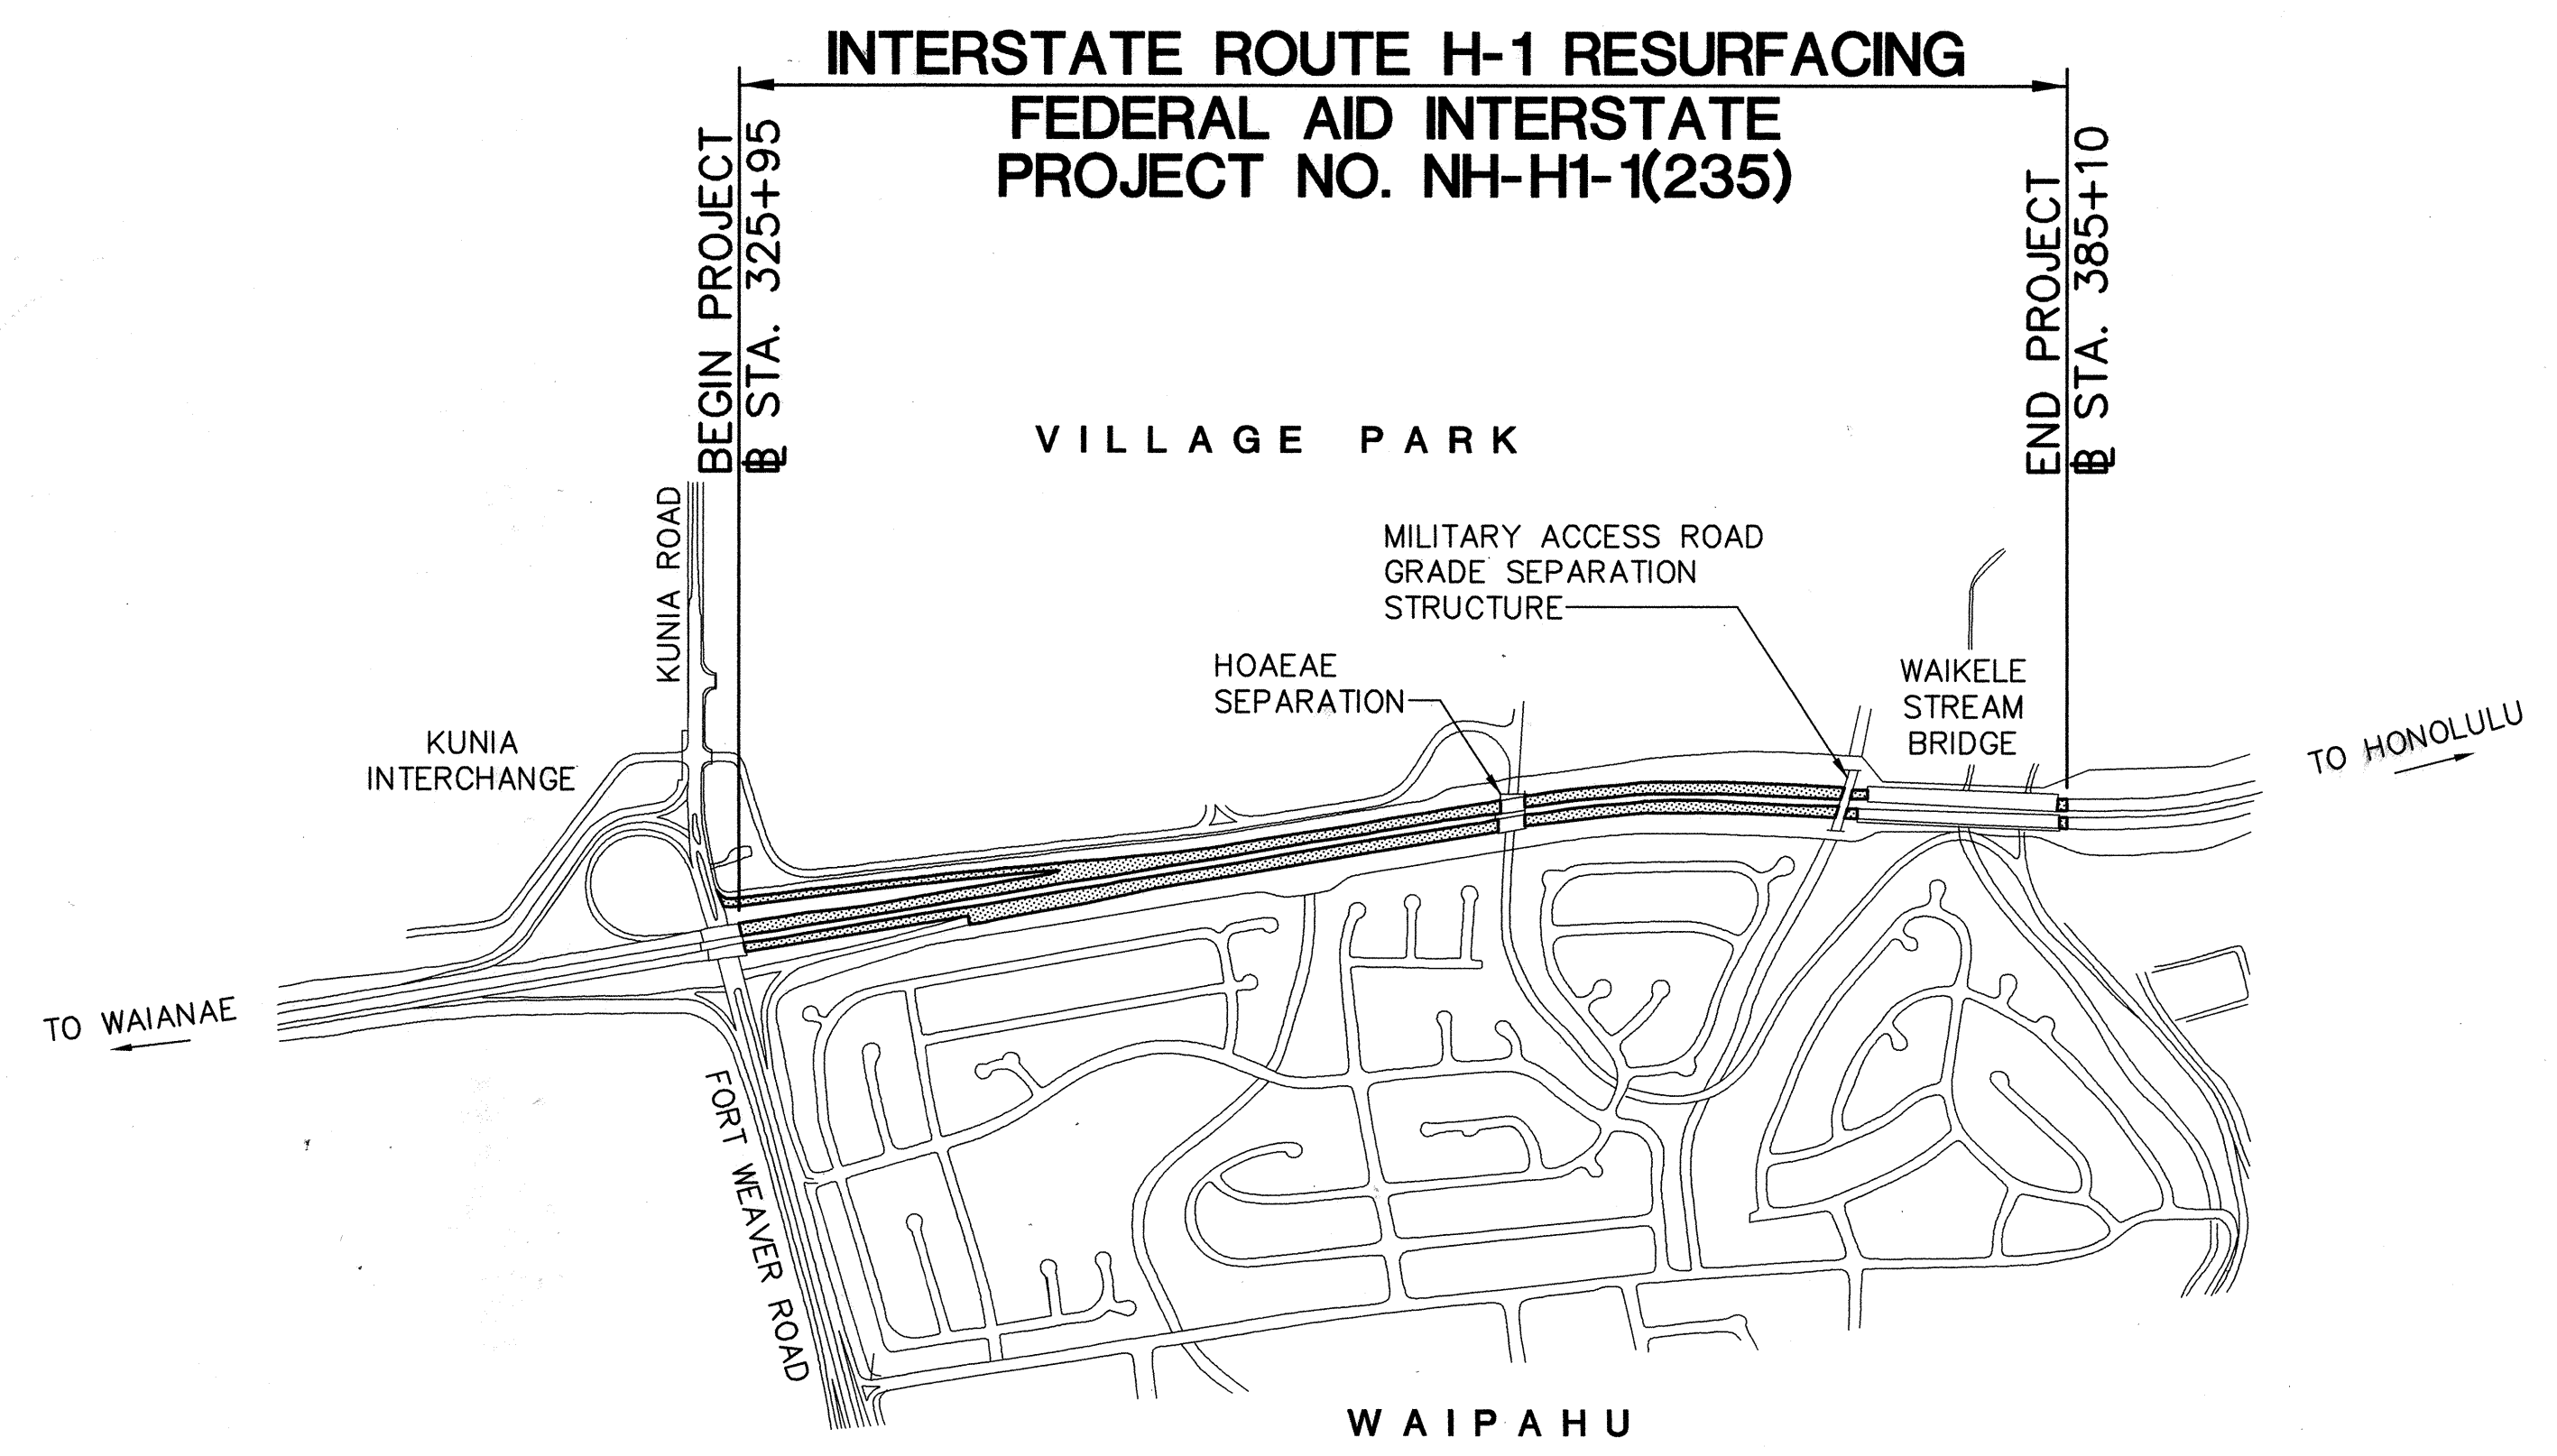 INTERSTATE ROUTE H-1 RESURFACING
FEDERAL AID INTERSTATE
PROJECT NO. NH-H1-1(235)
BEGIN PROJECT
BL STA. 325+95
END PROJECT
BL STA. 385+10
VILLAGE PARK
KUNIA ROAD
MILITARY ACCESS ROAD
GRADE SEPARATION
STRUCTURE
HOAEAE
SEPARATION
WAIKELE
STREAM
BRIDGE
KUNIA
INTERCHANGE
TO HONOLULU
TO WAIANAE
FORT WEAVER ROAD
WAIPAHU